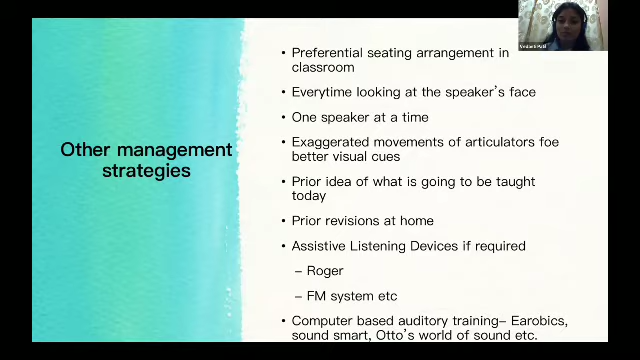 Vedanti Patil
Other management
strategies
• Preferential seating arrangement in
classroom
• Everytime looking at the speaker's face
• One speaker at a time
• Exaggerated movements of articulators foe
better visual cues
• Prior idea of what is going to be taught
today
• Prior revisions at home
• Assistive Listening Devices if required
– Roger
– FM system etc
• Computer based auditory training– Earobics,
sound smart, Otto's world of sound etc.